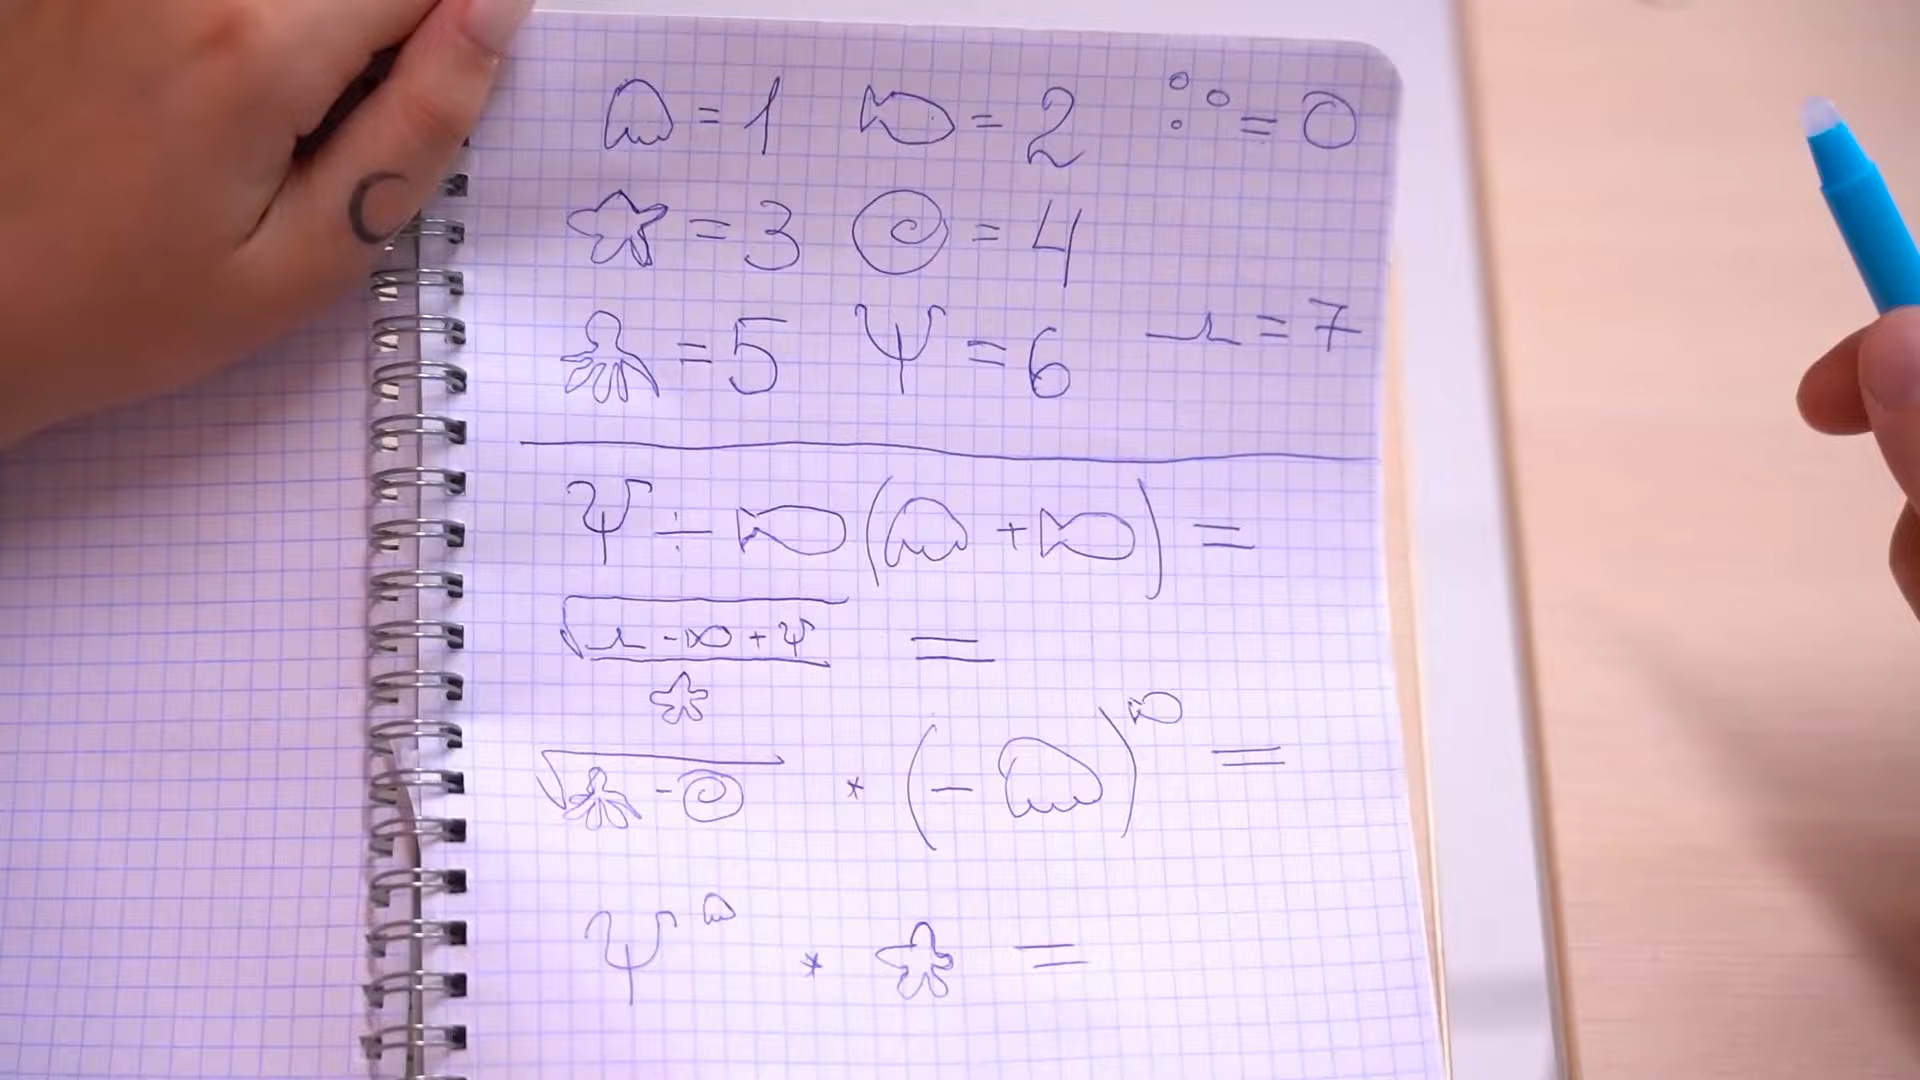 = 1 = 2 = 0
= 3 = 4
= 5 Ψ = 6 = 7
Ψ ÷ ( + ) =
√ - + Ψ =
√ - * ( - ) =
Ψ * =